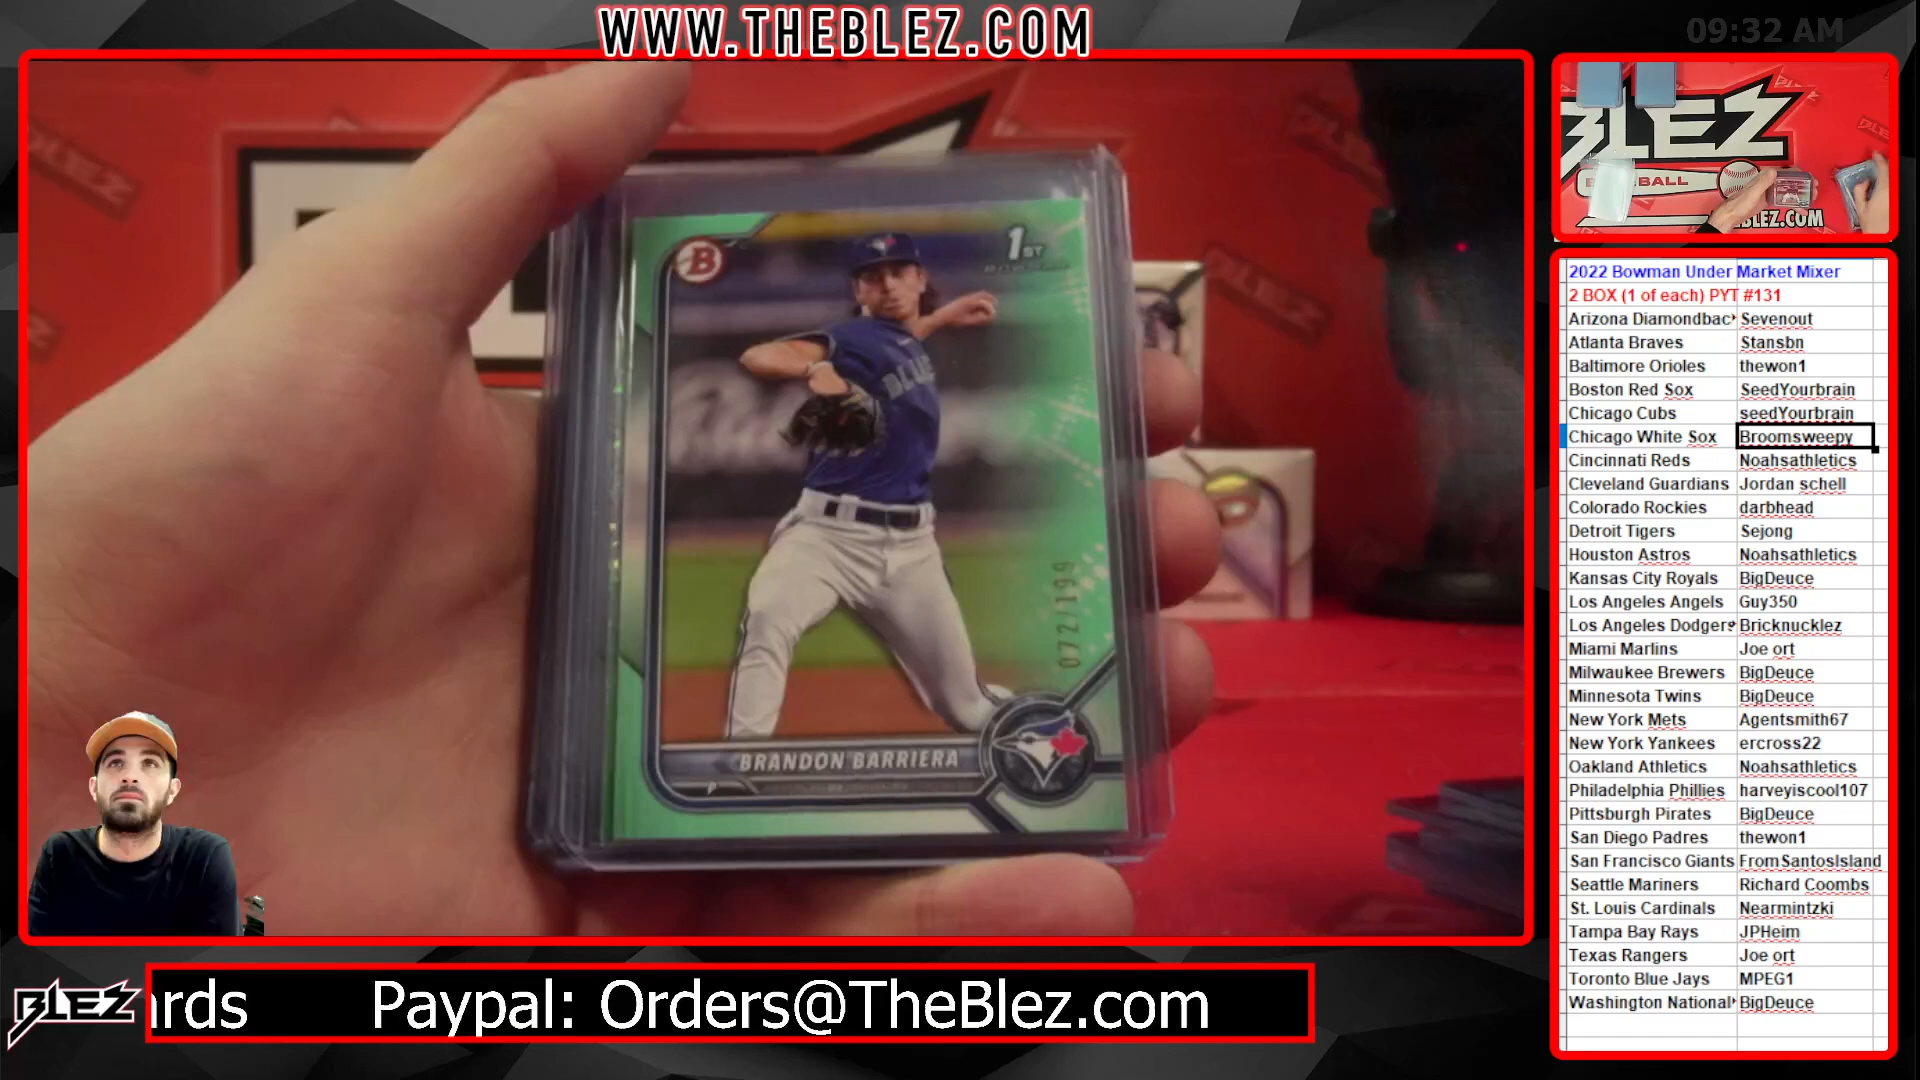 WWW.THEBLEZ.COM
09:32 AM
BLEZ
BLEZ.COM
1ST
B
BLUE
072/199
BRANDON BARRIERA
P
2022 Bowman Under Market Mixer
2 BOX (1 of each) PYT #131
Arizona Diamondbac Sevenout
Atlanta Braves Stansbn
Baltimore Orioles thewon1
Boston Red Sox SeedYourbrain
Chicago Cubs seedYourbrain
Chicago White Sox Broomsweepy
Cincinnati Reds Noahsathletics
Cleveland Guardians Jordan schell
Colorado Rockies darbhead
Detroit Tigers Sejong
Houston Astros Noahsathletics
Kansas City Royals BigDeuce
Los Angeles Angels Guy350
Los Angeles Dodgers Bricknucklez
Miami Marlins Joe ort
Milwaukee Brewers BigDeuce
Minnesota Twins BigDeuce
New York Mets Agentsmith67
New York Yankees ercross22
Oakland Athletics Noahsathletics
Philadelphia Phillies harveyiscool107
Pittsburgh Pirates BigDeuce
San Diego Padres thewon1
San Francisco Giants FromSantosIsland
Seattle Mariners Richard Coombs
St. Louis Cardinals Nearmintzki
Tampa Bay Rays JPHeim
Texas Rangers Joe ort
Toronto Blue Jays MPEG1
Washington National BigDeuce
BLEZ
ards Paypal: Orders@TheBlez.com